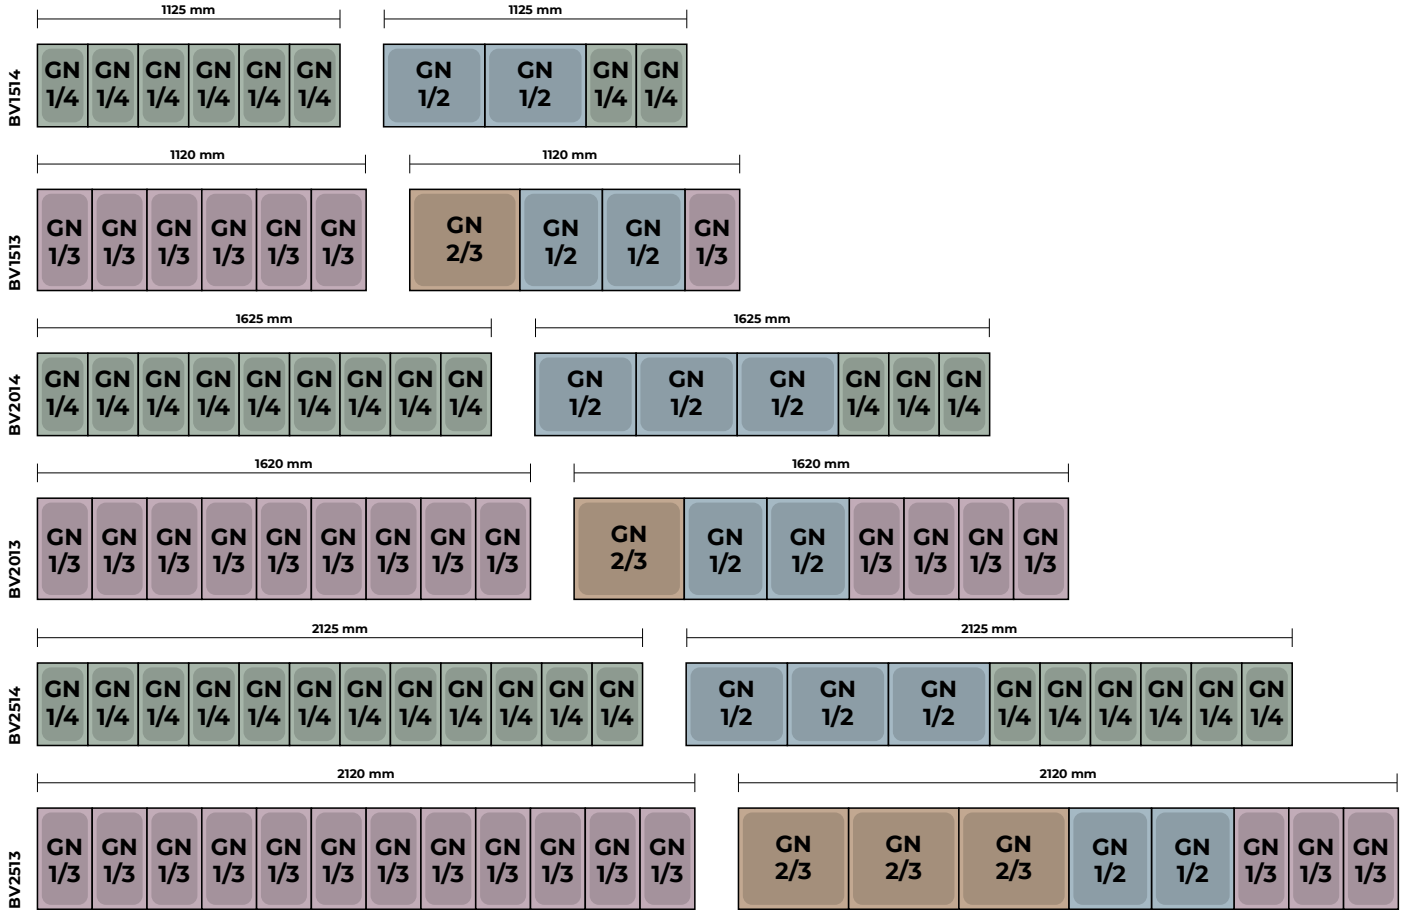 1125 mm 1125 mm
BV1514
GN GN GN GN GN GN GN GN GN GN
1/4 1/4 1/4 1/4 1/4 1/4 1/2 1/2 1/4 1/4
1120 mm 1120 mm
BV1513
GN GN GN GN GN GN GN GN GN GN
1/3 1/3 1/3 1/3 1/3 1/3 2/3 1/2 1/2 1/3
1625 mm 1625 mm
BV2014
GN GN GN GN GN GN GN GN GN GN GN GN GN GN GN
1/4 1/4 1/4 1/4 1/4 1/4 1/4 1/4 1/4 1/2 1/2 1/2 1/4 1/4 1/4
1620 mm 1620 mm
BV2013
GN GN GN GN GN GN GN GN GN GN GN GN GN GN GN GN
1/3 1/3 1/3 1/3 1/3 1/3 1/3 1/3 1/3 2/3 1/2 1/2 1/3 1/3 1/3 1/3
2125 mm 2125 mm
BV2514
GN GN GN GN GN GN GN GN GN GN GN GN GN GN GN GN GN GN GN GN GN
1/4 1/4 1/4 1/4 1/4 1/4 1/4 1/4 1/4 1/4 1/4 1/4 1/2 1/2 1/2 1/4 1/4 1/4 1/4 1/4 1/4
2120 mm 2120 mm
BV2513
GN GN GN GN GN GN GN GN GN GN GN GN GN GN GN GN GN GN GN GN
1/3 1/3 1/3 1/3 1/3 1/3 1/3 1/3 1/3 1/3 1/3 1/3 2/3 2/3 2/3 1/2 1/2 1/3 1/3 1/3